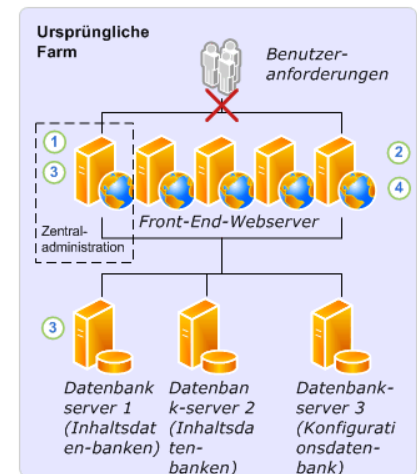 Ursprüngliche
Farm
Benutzer-
anforderungen
1
2
3
4
Front-End-Webserver
Zentral-
administration
3
Datenbank
server 1
(Inhaltsdat
en-banken)
Datenban
k-server 2
(Inhaltsda
ten-
banken)
Datenbank-
server 3
(Konfigurati
onsdaten-
bank)